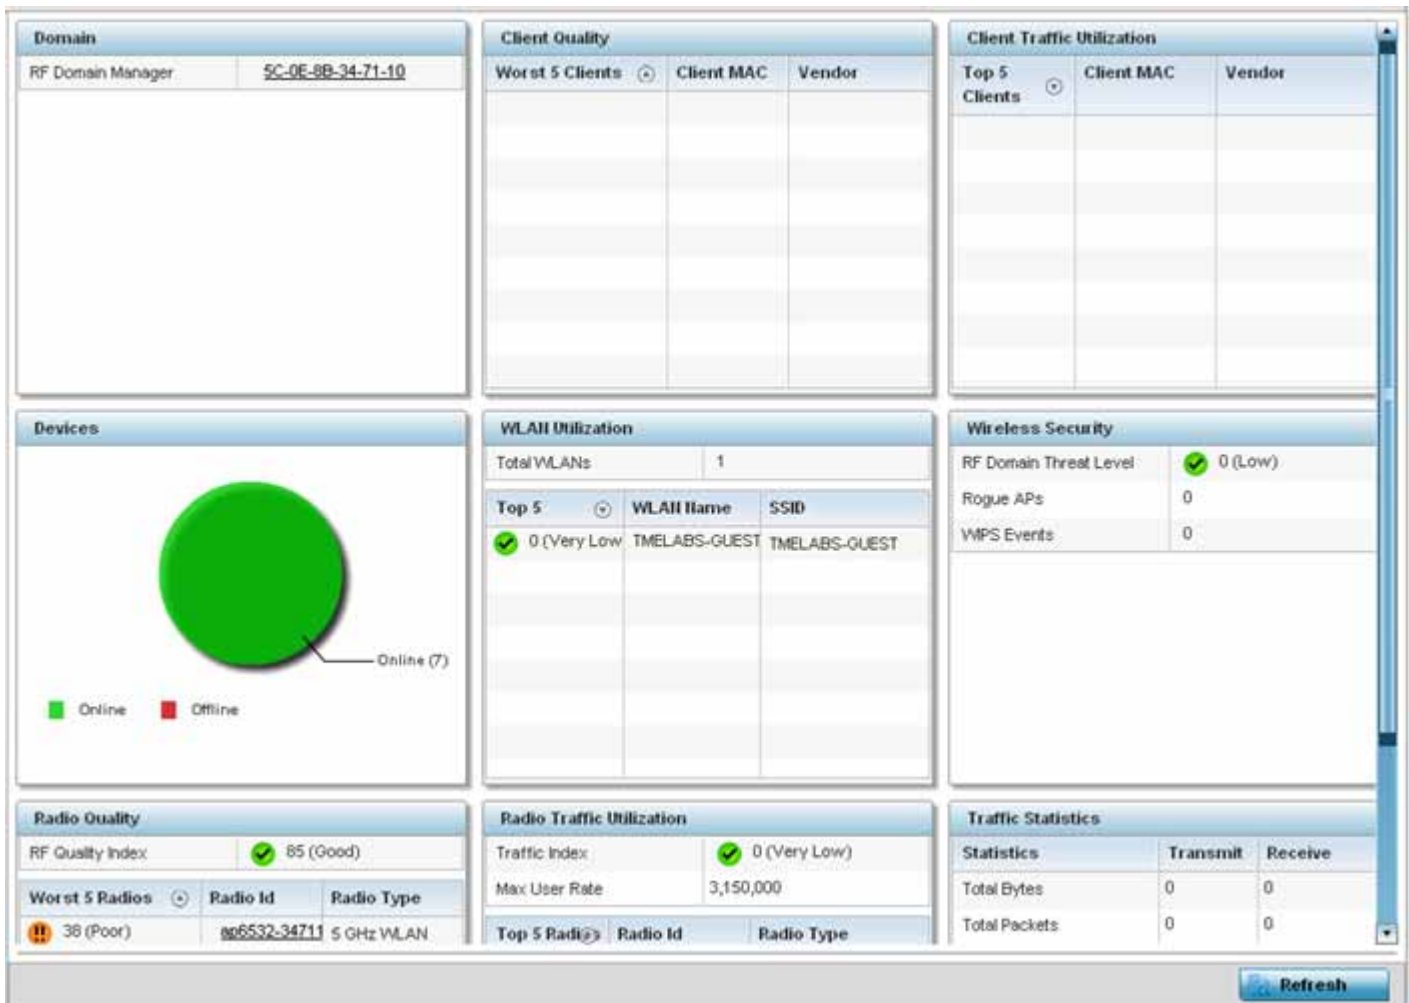 Domain
RF Domain Manager 5C-0E-8B-34-71-10
Client Quality
Worst 5 Clients Client MAC Vendor
Client Traffic Utilization
Top 5 Clients Client MAC Vendor
Devices
Online (7)
Online Offline
WLAN Utilization
Total WLANs 1
Top 5 WLAN Name SSID
0 (Very Low TMELABS-GUEST TMELABS-GUEST
Wireless Security
RF Domain Threat Level 0 (Low)
Rogue APs 0
WIPS Events 0
Radio Quality
RF Quality Index 85 (Good)
Worst 5 Radios Radio Id Radio Type
38 (Poor) ap6532-34711 5 GHz WLAN
Radio Traffic Utilization
Traffic Index 0 (Very Low)
Max User Rate 3,150,000
Top 5 Radios Radio Id Radio Type
Traffic Statistics
Statistics Transmit Receive
Total Bytes 0 0
Total Packets 0 0
Refresh